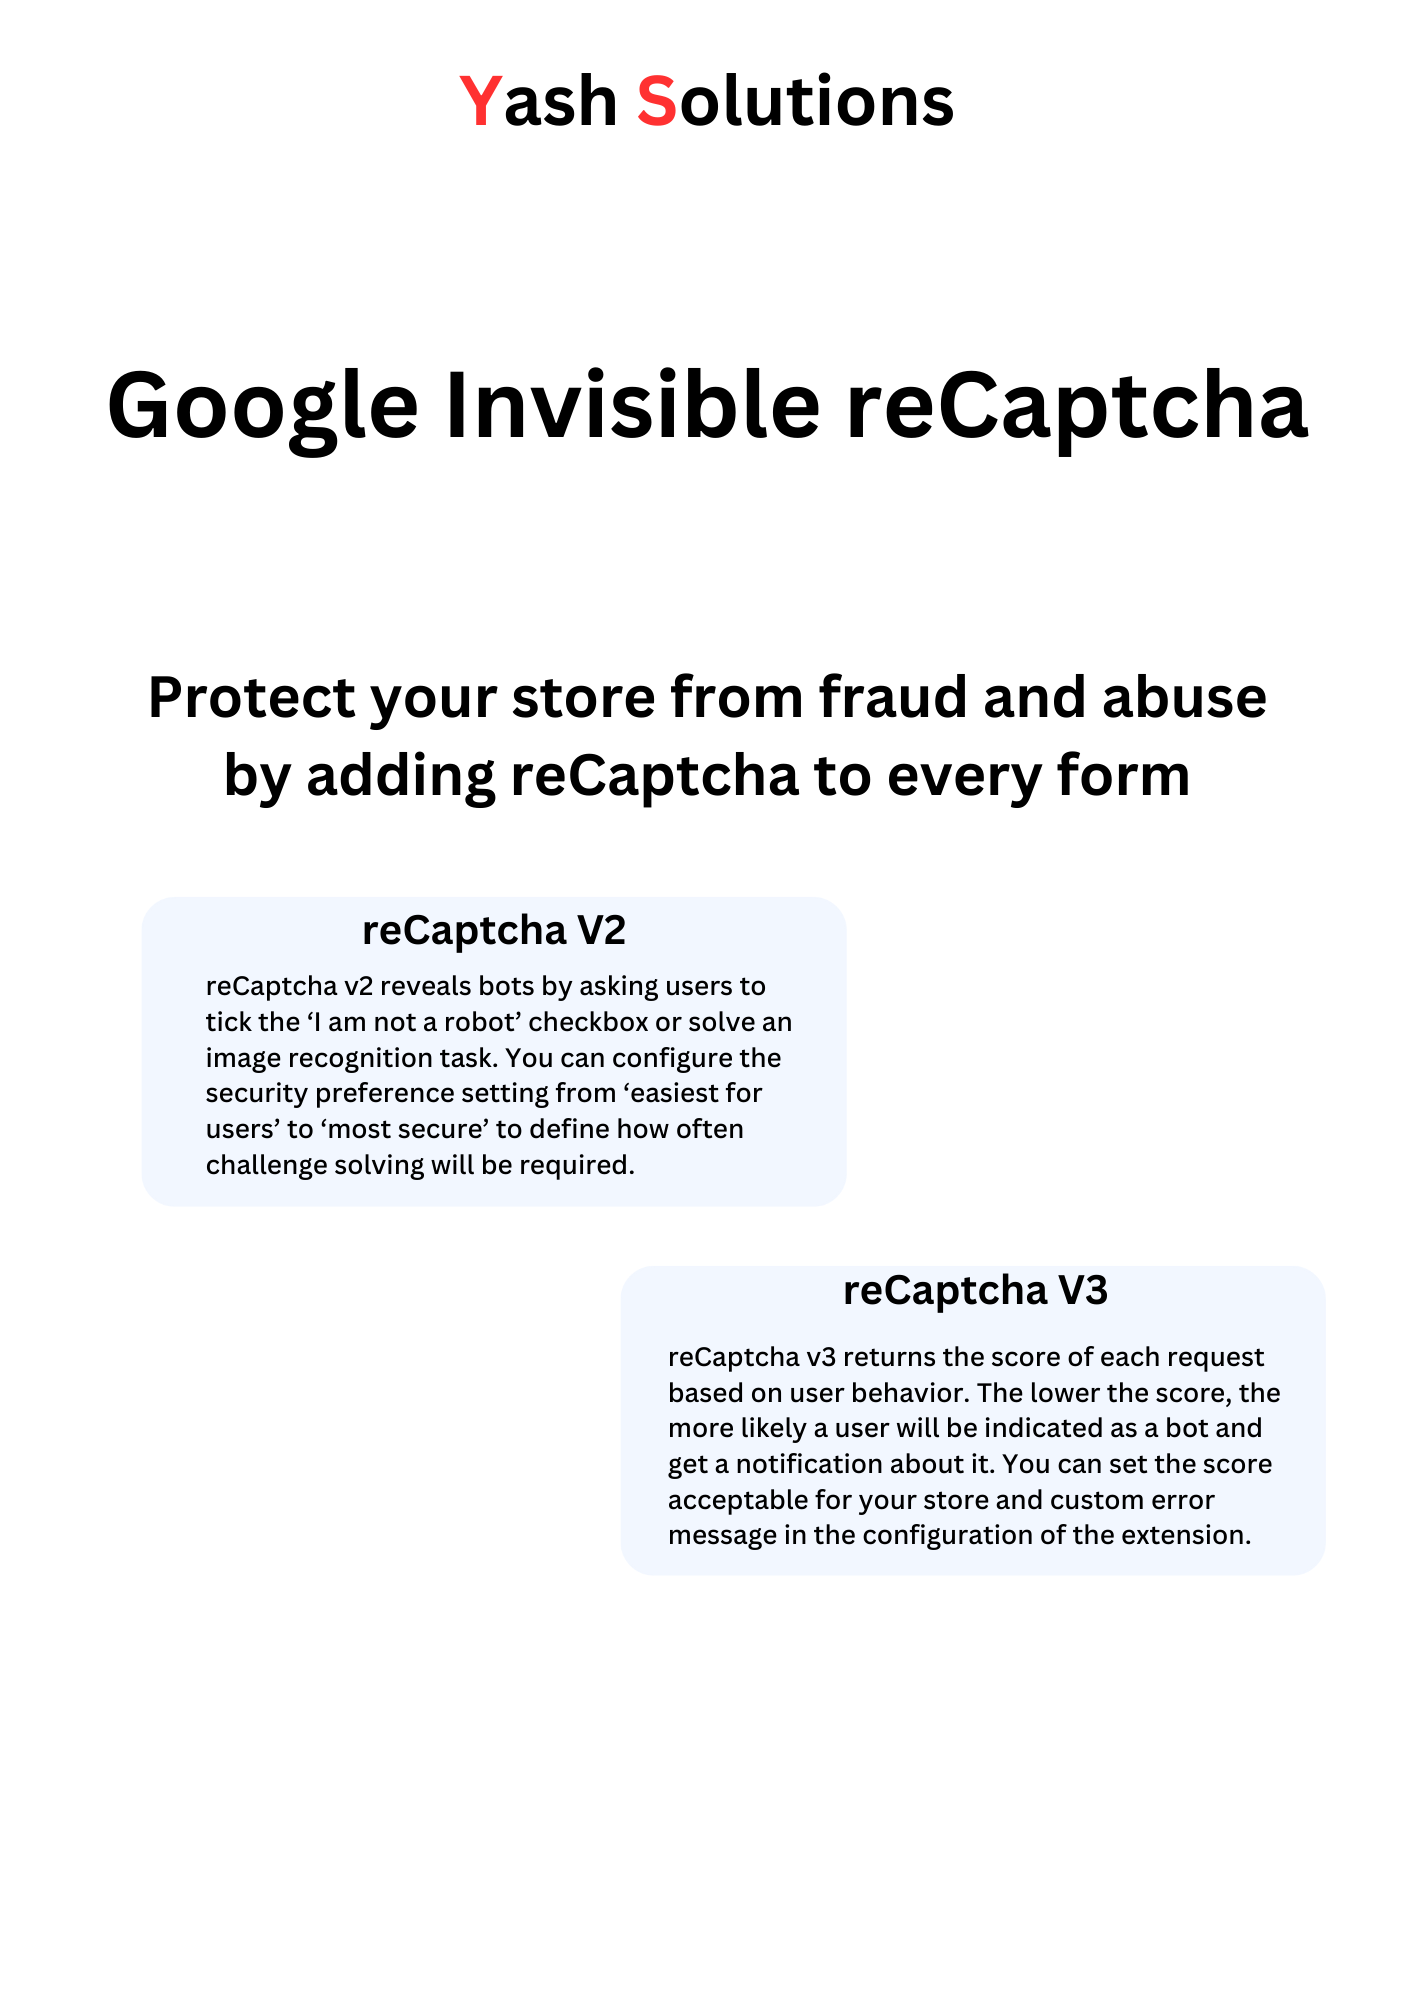 Yash Solutions
Google Invisible reCaptcha
Protect your store from fraud and abuse
by adding reCaptcha to every form
reCaptcha V2
reCaptcha v2 reveals bots by asking users to
tick the ‘I am not a robot’ checkbox or solve an
image recognition task. You can configure the
security preference setting from ‘easiest for
users’ to ‘most secure’ to define how often
challenge solving will be required.
reCaptcha V3
reCaptcha v3 returns the score of each request
based on user behavior. The lower the score, the
more likely a user will be indicated as a bot and
get a notification about it. You can set the score
acceptable for your store and custom error
message in the configuration of the extension.